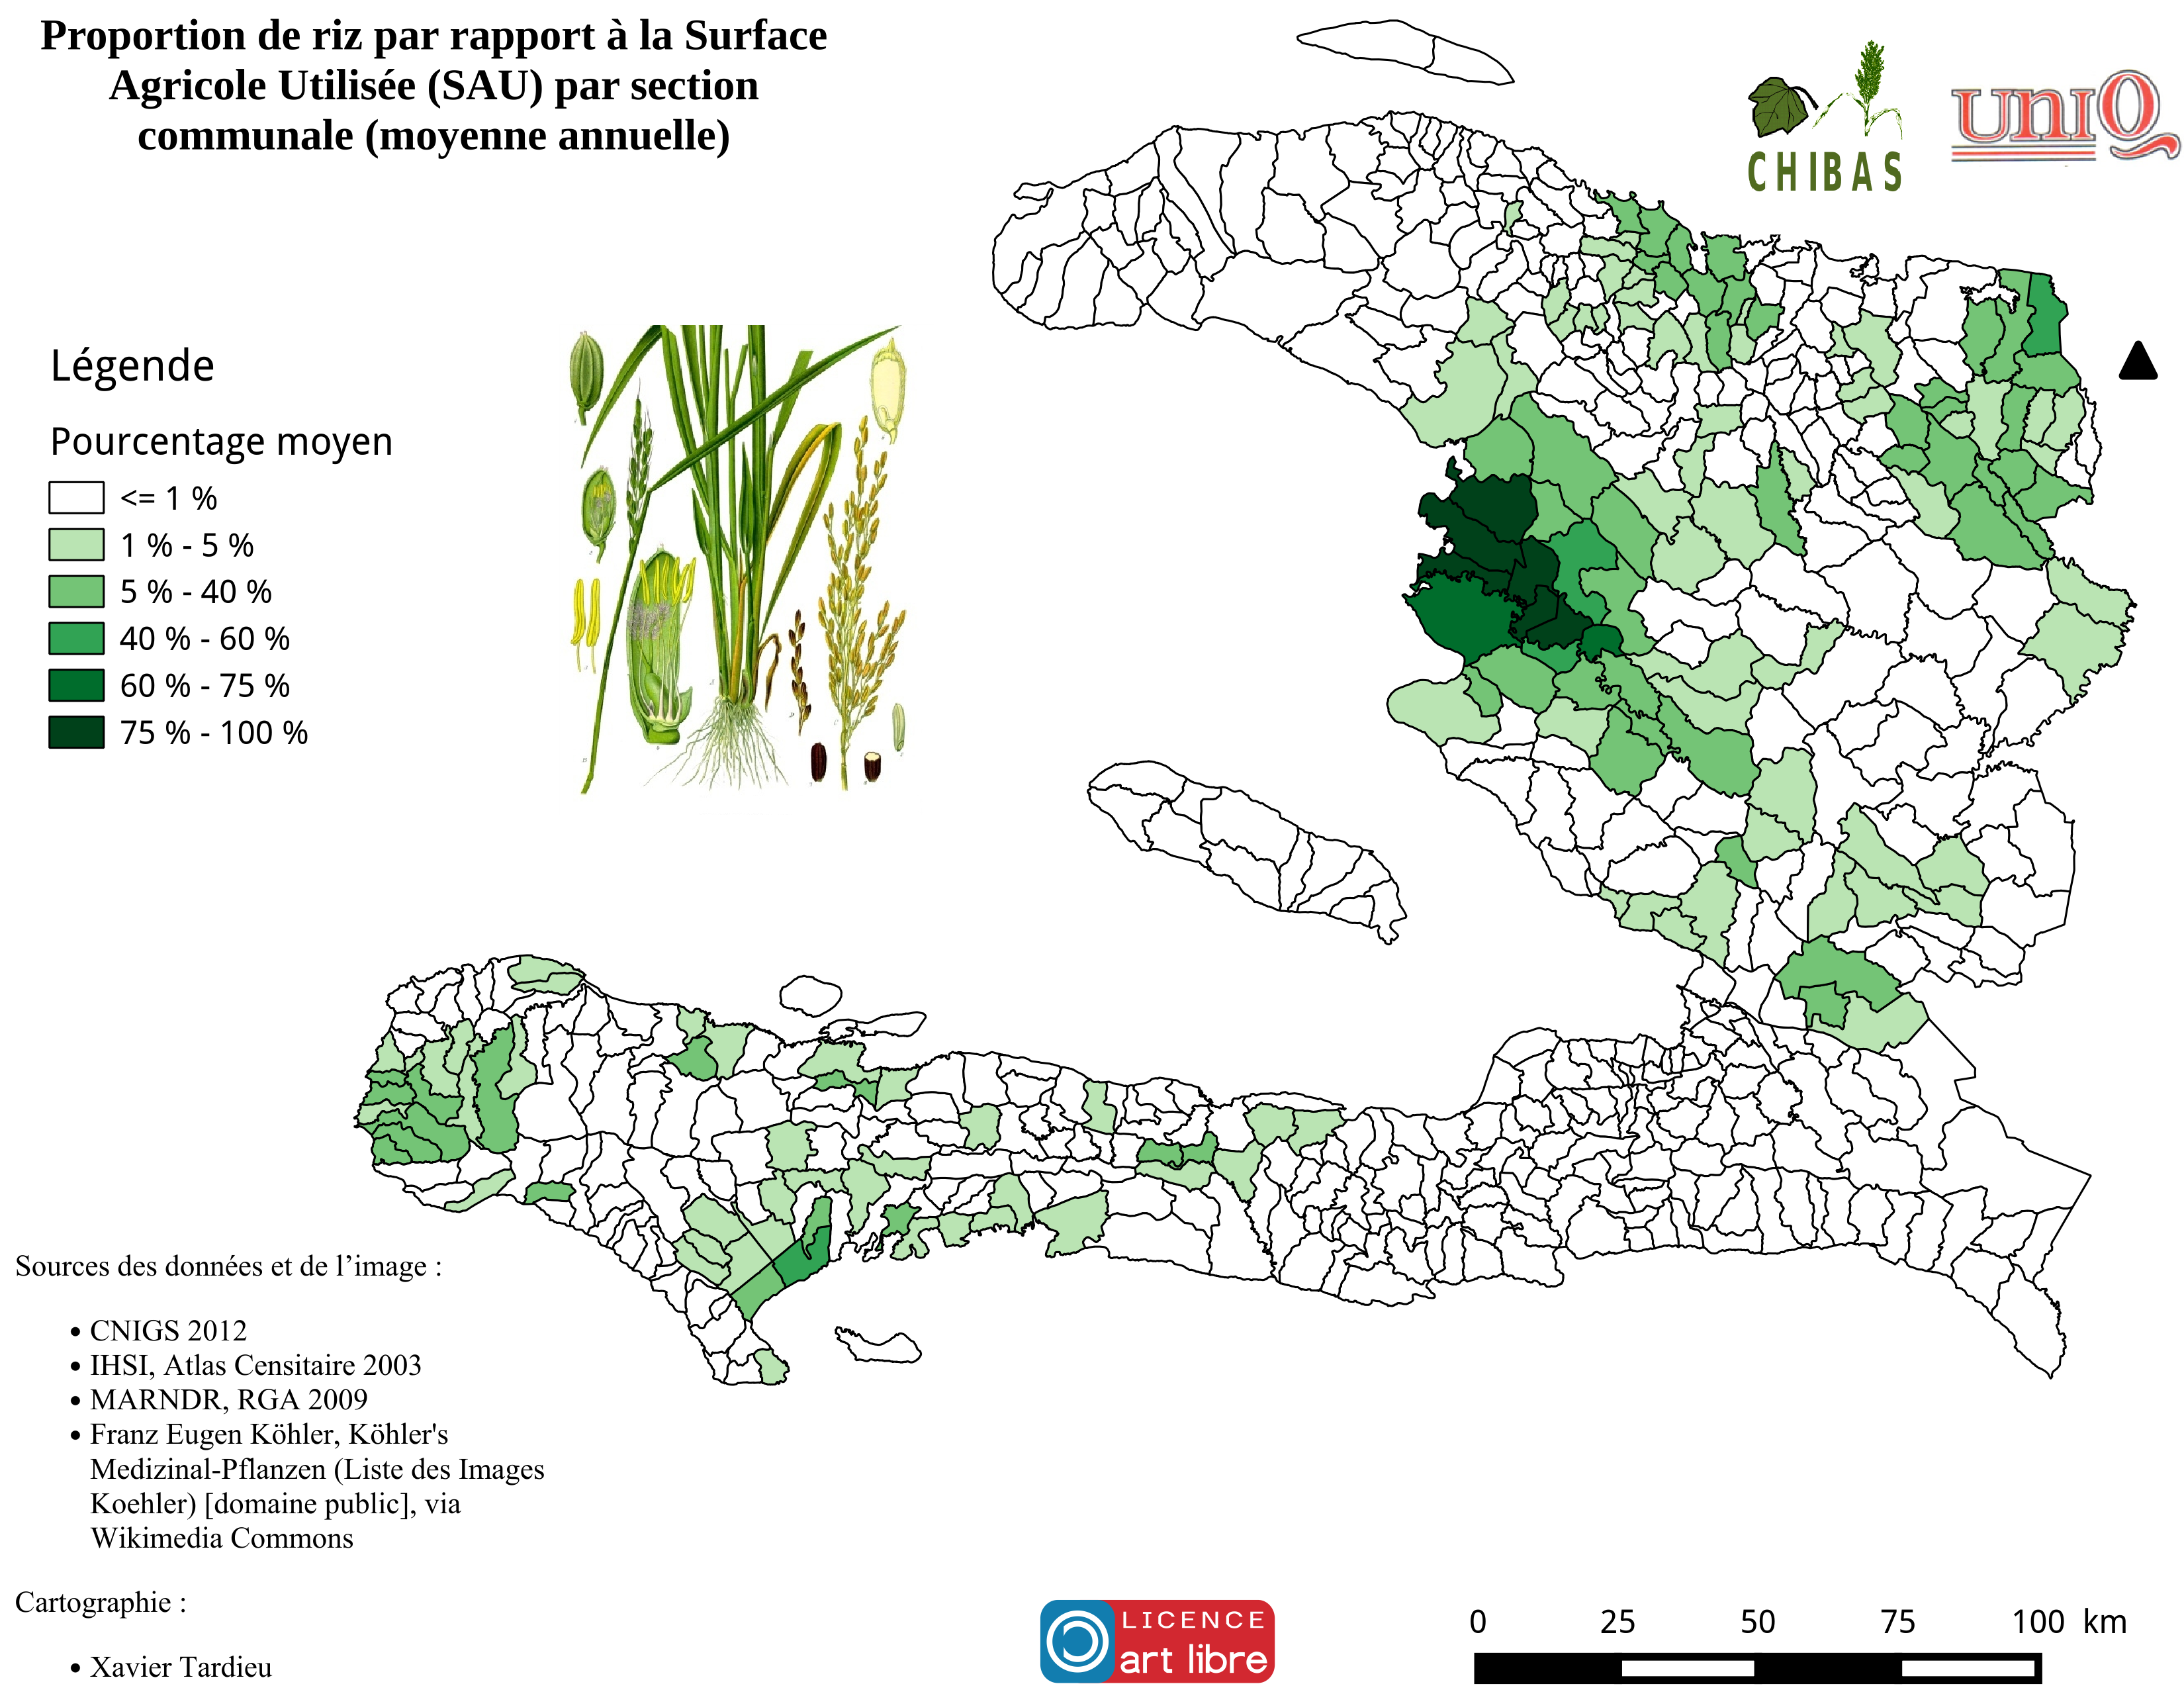 Proportion de riz par rapport à la Surface
Agricole Utilisée (SAU) par section
communale (moyenne annuelle)
CHIBAS
UNIQ
Légende
Pourcentage moyen
<= 1 %
1 % - 5 %
5 % - 40 %
40 % - 60 %
60 % - 75 %
75 % - 100 %
Sources des données et de l’image :
• CNIGS 2012
• IHSI, Atlas Censitaire 2003
• MARNDR, RGA 2009
• Franz Eugen Köhler, Köhler's
Medizinal-Pflanzen (Liste des Images
Koehler) [domaine public], via
Wikimedia Commons
Cartographie :
• Xavier Tardieu
LICENCE
art libre
0 25 50 75 100 km